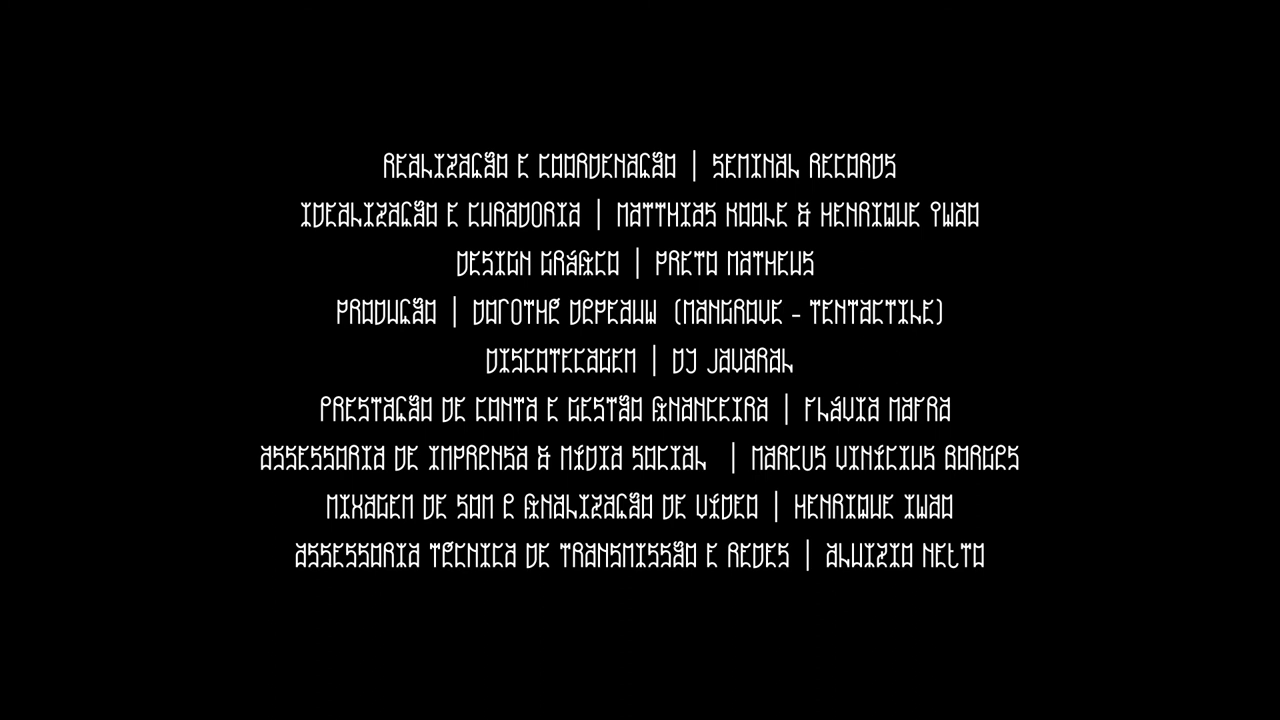 REALIZAÇÃO E COORDENAÇÃO | SEMINAL RECORDS
IDEALIZAÇÃO E CURADORIA | MATTHIAS KOOLE & HENRIQUE IWAO
DESIGN GRÁFICO | PRETO MATHEUS
PRODUÇÃO | DOROTHÉ DEPEAUW (MANGROVE - TENTACTILE)
DISCOTECAGEM | DJ JAVARAL
PRESTAÇÃO DE CONTA E GESTÃO FINANCEIRA | FLÁVIA MAFRA
ASSESSORIA DE IMPRENSA & MÍDIA SOCIAL | MARCUS VINÍCIUS BORGES
MIXAGEM DE SOM E FINALIZAÇÃO DE VÍDEO | HENRIQUE IWAO
ASSESSORIA TÉCNICA DE TRANSMISSÃO E REDES | ALUIZIO NETTO